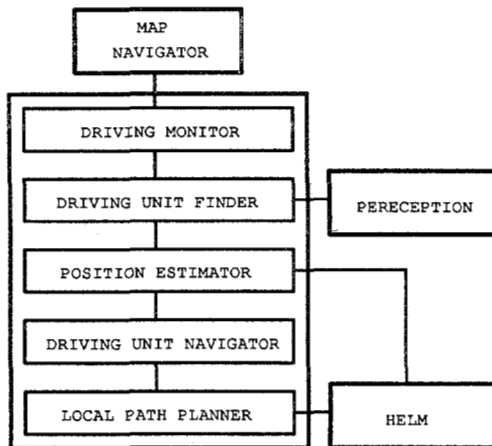 MAP
NAVIGATOR
DRIVING MONITOR
DRIVING UNIT FINDER
PERECEPTION
POSITION ESTIMATOR
DRIVING UNIT NAVIGATOR
LOCAL PATH PLANNER
HELM